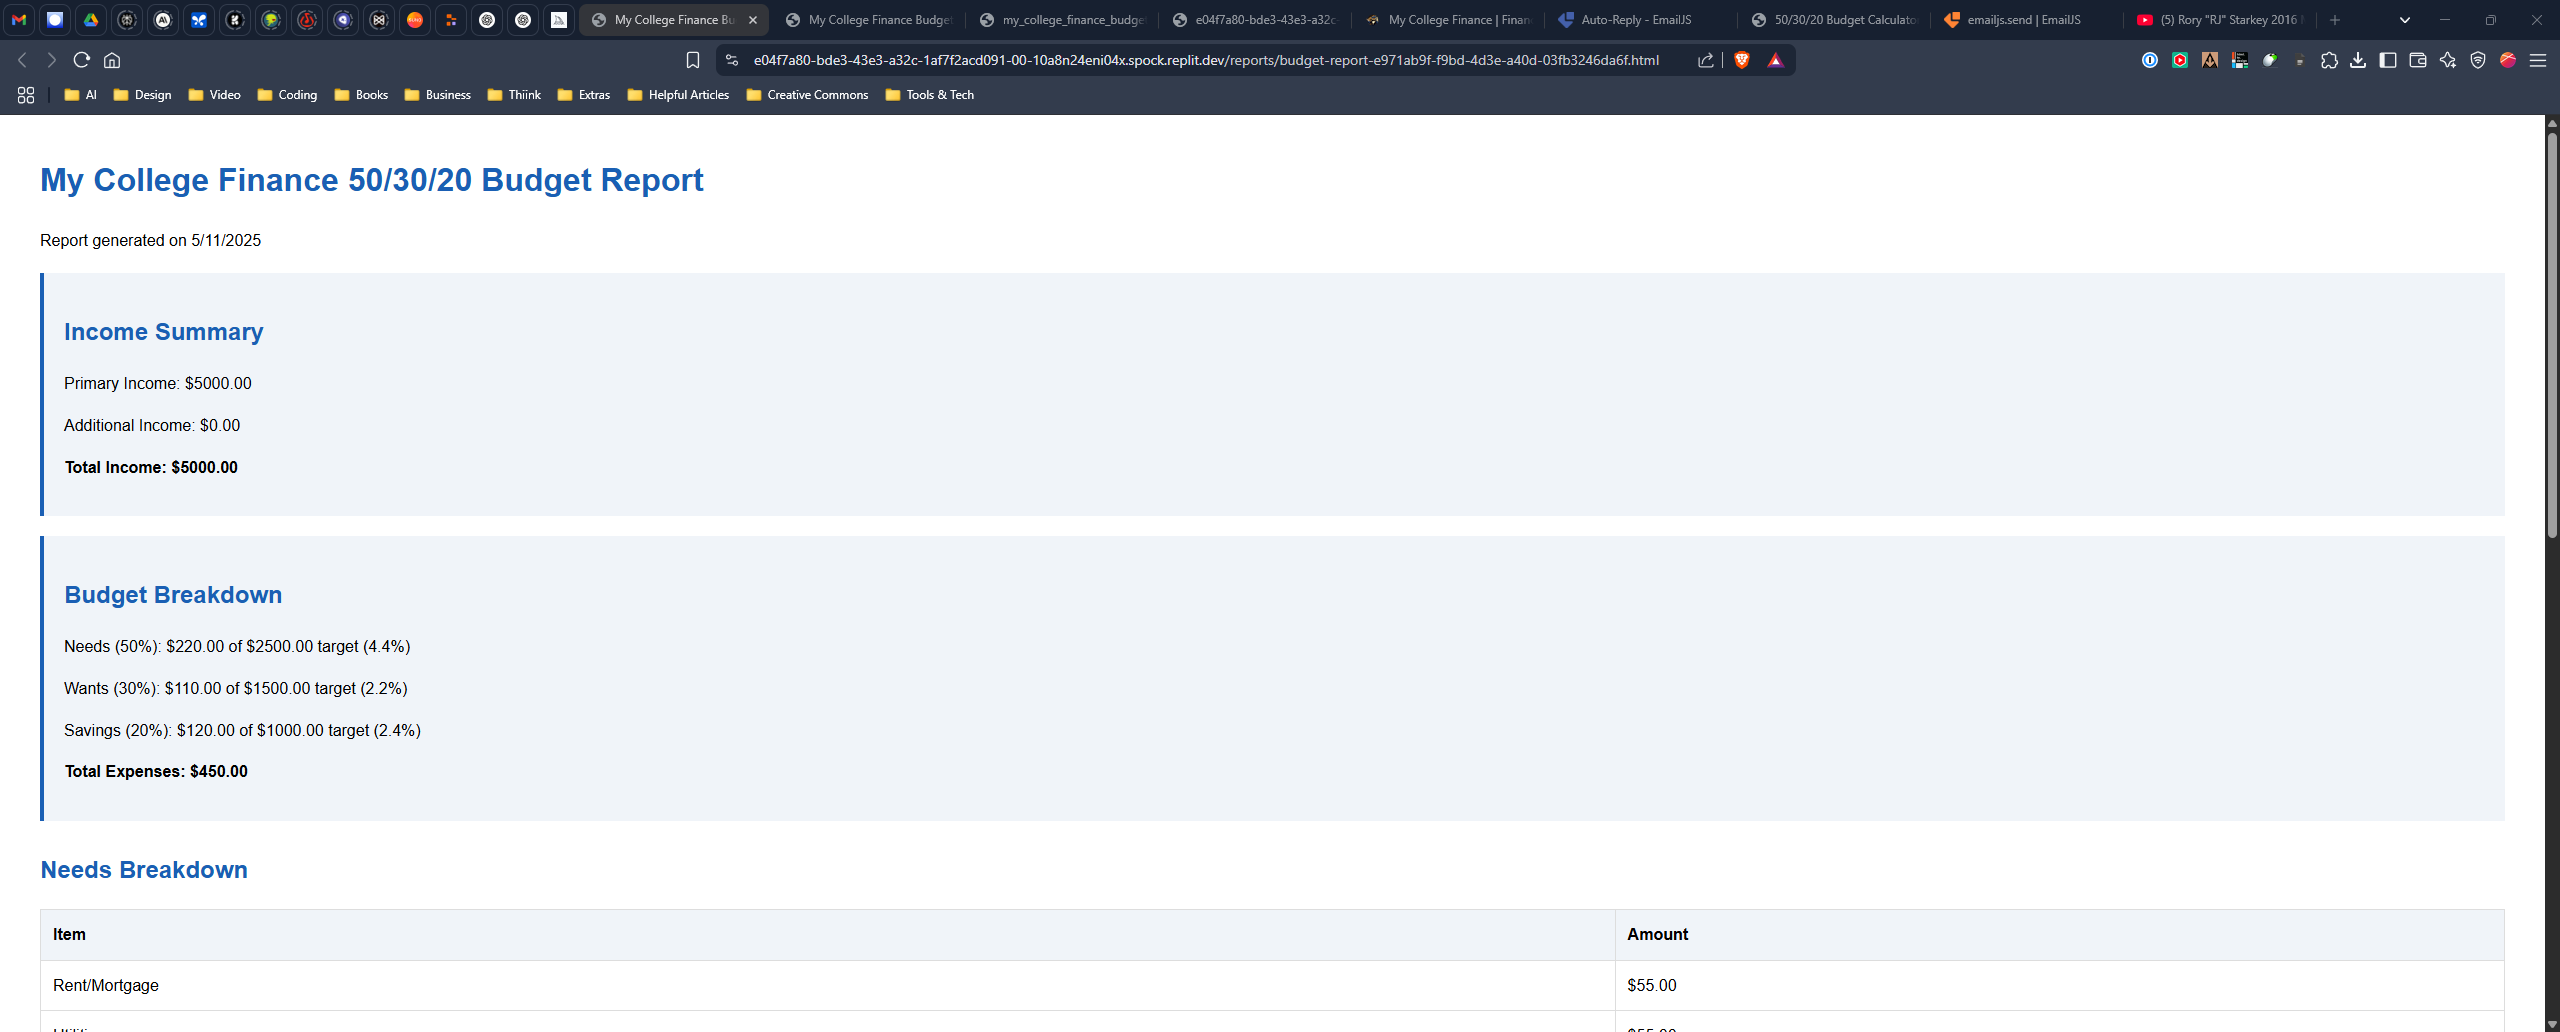 My College Finance Bu
My College Finance Budget
my_college_finance_budge
e04f7a80-bde3-43e3-a32c-
My College Finance | Finan
Auto-Reply - EmailJS
50/30/20 Budget Calculato
emailjs.send | EmailJS
(5) Rory "RJ" Starkey 2016
e04f7a80-bde3-43e3-a32c-1af7f2acd091-00-10a8n24eni04x.spock.replit.dev/reports/budget-report-e971ab9f-f9bd-4d3e-a40d-03fb3246da6f.html
AI Design Video Coding Books Business Thiink Extras Helpful Articles Creative Commons Tools & Tech
My College Finance 50/30/20 Budget Report
Report generated on 5/11/2025
Income Summary
Primary Income: $5000.00
Additional Income: $0.00
Total Income: $5000.00
Budget Breakdown
Needs (50%): $220.00 of $2500.00 target (4.4%)
Wants (30%): $110.00 of $1500.00 target (2.2%)
Savings (20%): $120.00 of $1000.00 target (2.4%)
Total Expenses: $450.00
Needs Breakdown
Item Amount
Rent/Mortgage $55.00